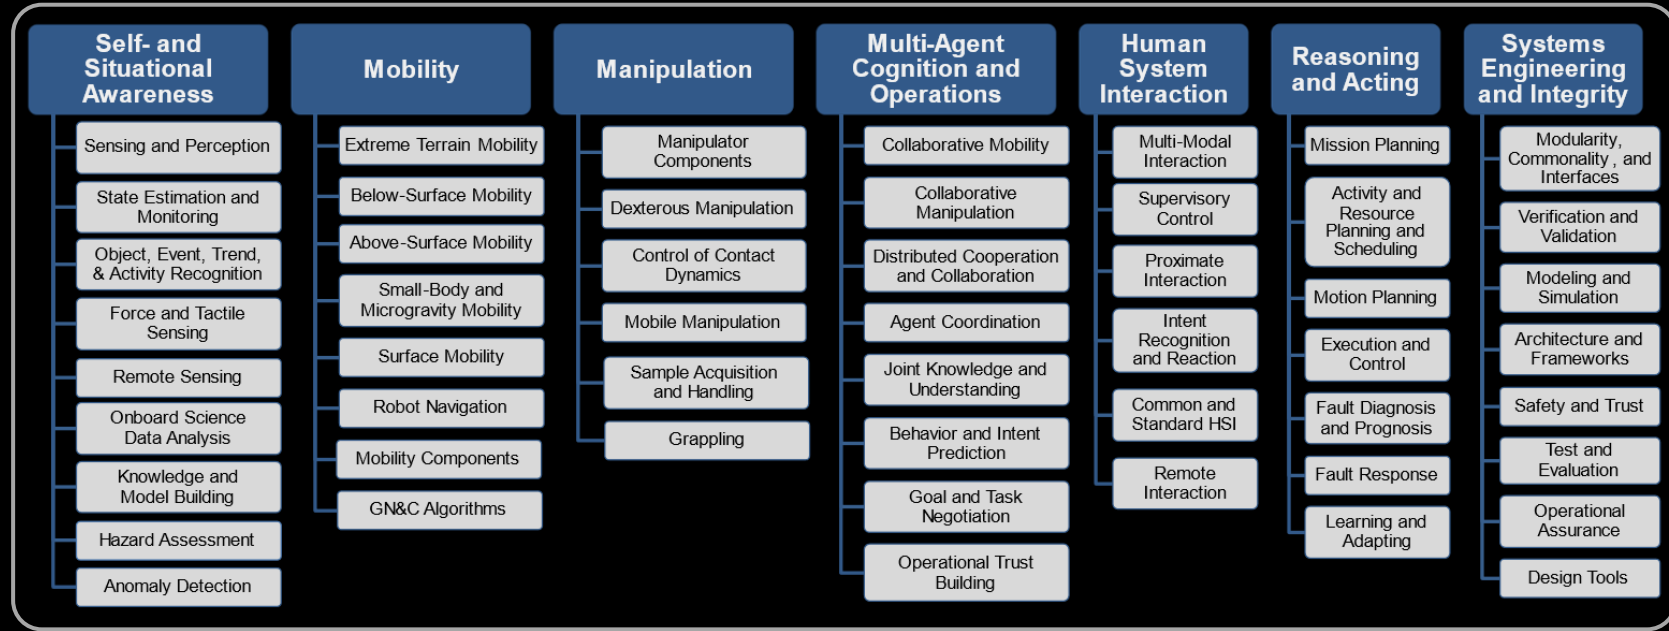 Self- and
Situational
Awareness
Sensing and Perception
State Estimation and
Monitoring
Object, Event, Trend,
& Activity Recognition
Force and Tactile
Sensing
Remote Sensing
Onboard Science
Data Analysis
Knowledge and
Model Building
Hazard Assessment
Anomaly Detection
Mobility
Extreme Terrain Mobility
Below-Surface Mobility
Above-Surface Mobility
Small-Body and
Microgravity Mobility
Surface Mobility
Robot Navigation
Mobility Components
GN&C Algorithms
Manipulation
Manipulator
Components
Dexterous Manipulation
Control of Contact
Dynamics
Mobile Manipulation
Sample Acquisition
and Handling
Grappling
Multi-Agent
Cognition and
Operations
Collaborative Mobility
Collaborative
Manipulation
Distributed Cooperation
and Collaboration
Agent Coordination
Joint Knowledge and
Understanding
Behavior and Intent
Prediction
Goal and Task
Negotiation
Operational Trust
Building
Human
System
Interaction
Multi-Modal
Interaction
Supervisory
Control
Proximate
Interaction
Intent
Recognition
and Reaction
Common and
Standard HSI
Remote
Interaction
Reasoning
and Acting
Mission Planning
Activity and
Resource
Planning and
Scheduling
Motion Planning
Execution and
Control
Fault Diagnosis
and Prognosis
Fault Response
Learning and
Adapting
Systems
Engineering
and Integrity
Modularity,
Commonality , and
Interfaces
Verification and
Validation
Modeling and
Simulation
Architecture and
Frameworks
Safety and Trust
Test and
Evaluation
Operational
Assurance
Design Tools